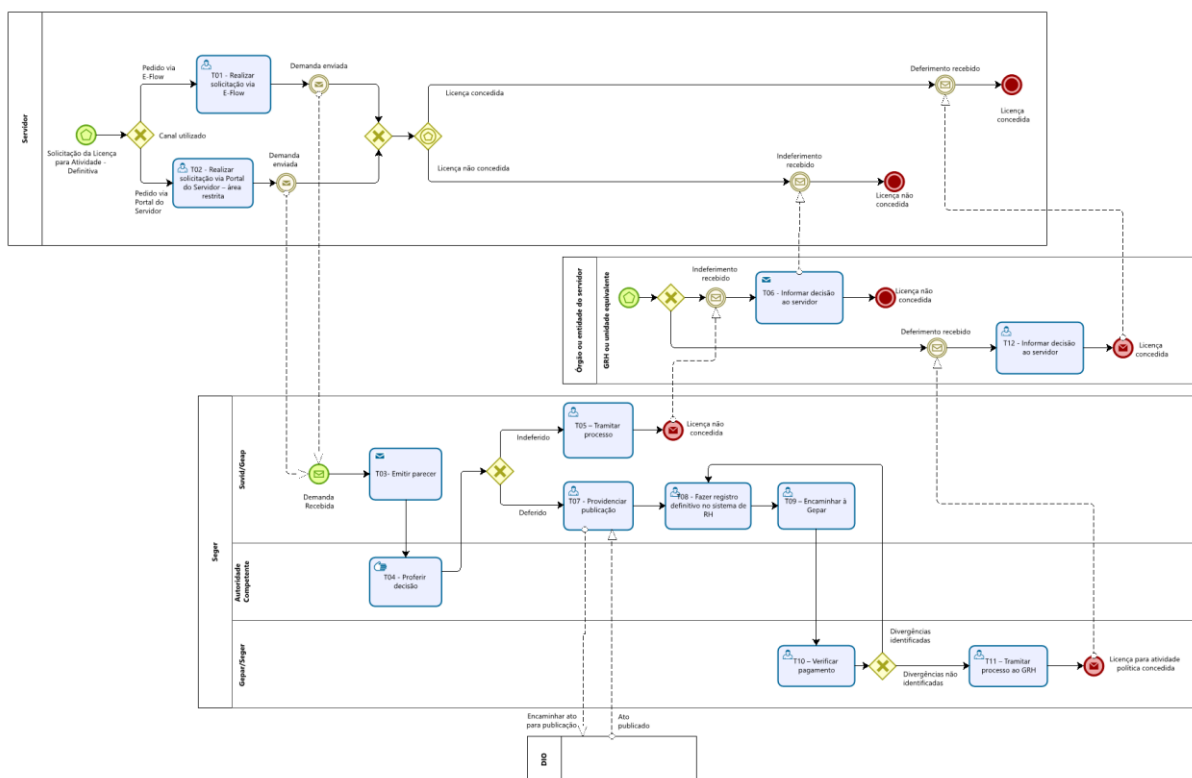 Servidor
Pedido via
E-Flow
T01 - Realizar
solicitação via
E-Flow
Demanda enviada
Solicitação da Licença
para Atividade -
Definitiva
Canal utilizado
Pedido via
Portal do
Servidor
T02 - Realizar
solicitação via Portal
do Servidor – área
restrita
Demanda
enviada
Licença concedida
Licença não concedida
Deferimento recebido
Licença
concedida
Indeferimento
recebido
Licença não
concedida
Órgão ou entidade do servidor
GRH ou unidade equivalente
Indeferimento
recebido
T06 - Informar decisão
ao servidor
Licença não
concedida
Deferimento recebido
T12 - Informar decisão
ao servidor
Licença
concedida
Seger
Suvid/Geap
Demanda
Recebida
T03- Emitir parecer
Indeferido
T05 – Tramitar
processo
Licença não
concedida
Deferido
T07 - Providenciar
publicação
T08 - Fazer registro
definitivo no sistema de
RH
T09 – Encaminhar à
Gepar
Autoridade
Competente
T04 - Proferir
decisão
Gepar/Seger
T10 – Verificar
pagamento
Divergências
identificadas
Divergências não
identificadas
T11 – Tramitar
processo ao GRH
Licença para atividade
política concedida
Encaminhar ato
para publicação
Ato
publicado
DIO